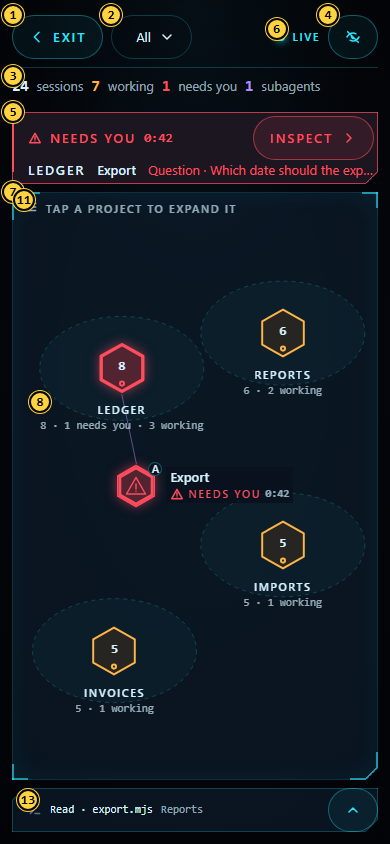 1 2 6 4
EXIT All LIVE
3
24 sessions 7 working 1 needs you 1 subagents
5
NEEDS YOU 0:42 INSPECT
LEDGER Export Question · Which date should the exp…
7
11
TAP A PROJECT TO EXPAND IT
6
REPORTS
6 · 2 working
8
LEDGER
8
8 · 1 needs you · 3 working
A
Export
NEEDS YOU 0:42
5
IMPORTS
5 · 1 working
5
INVOICES
5 · 1 working
13
Read · export.mjs Reports